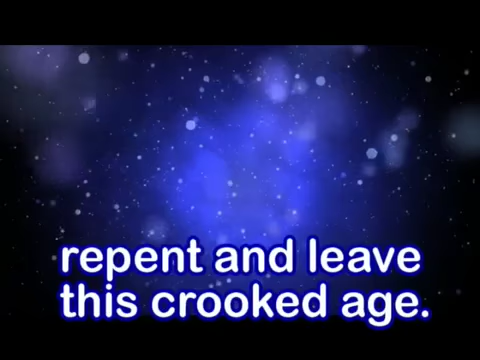 repent and leave
this crooked age.